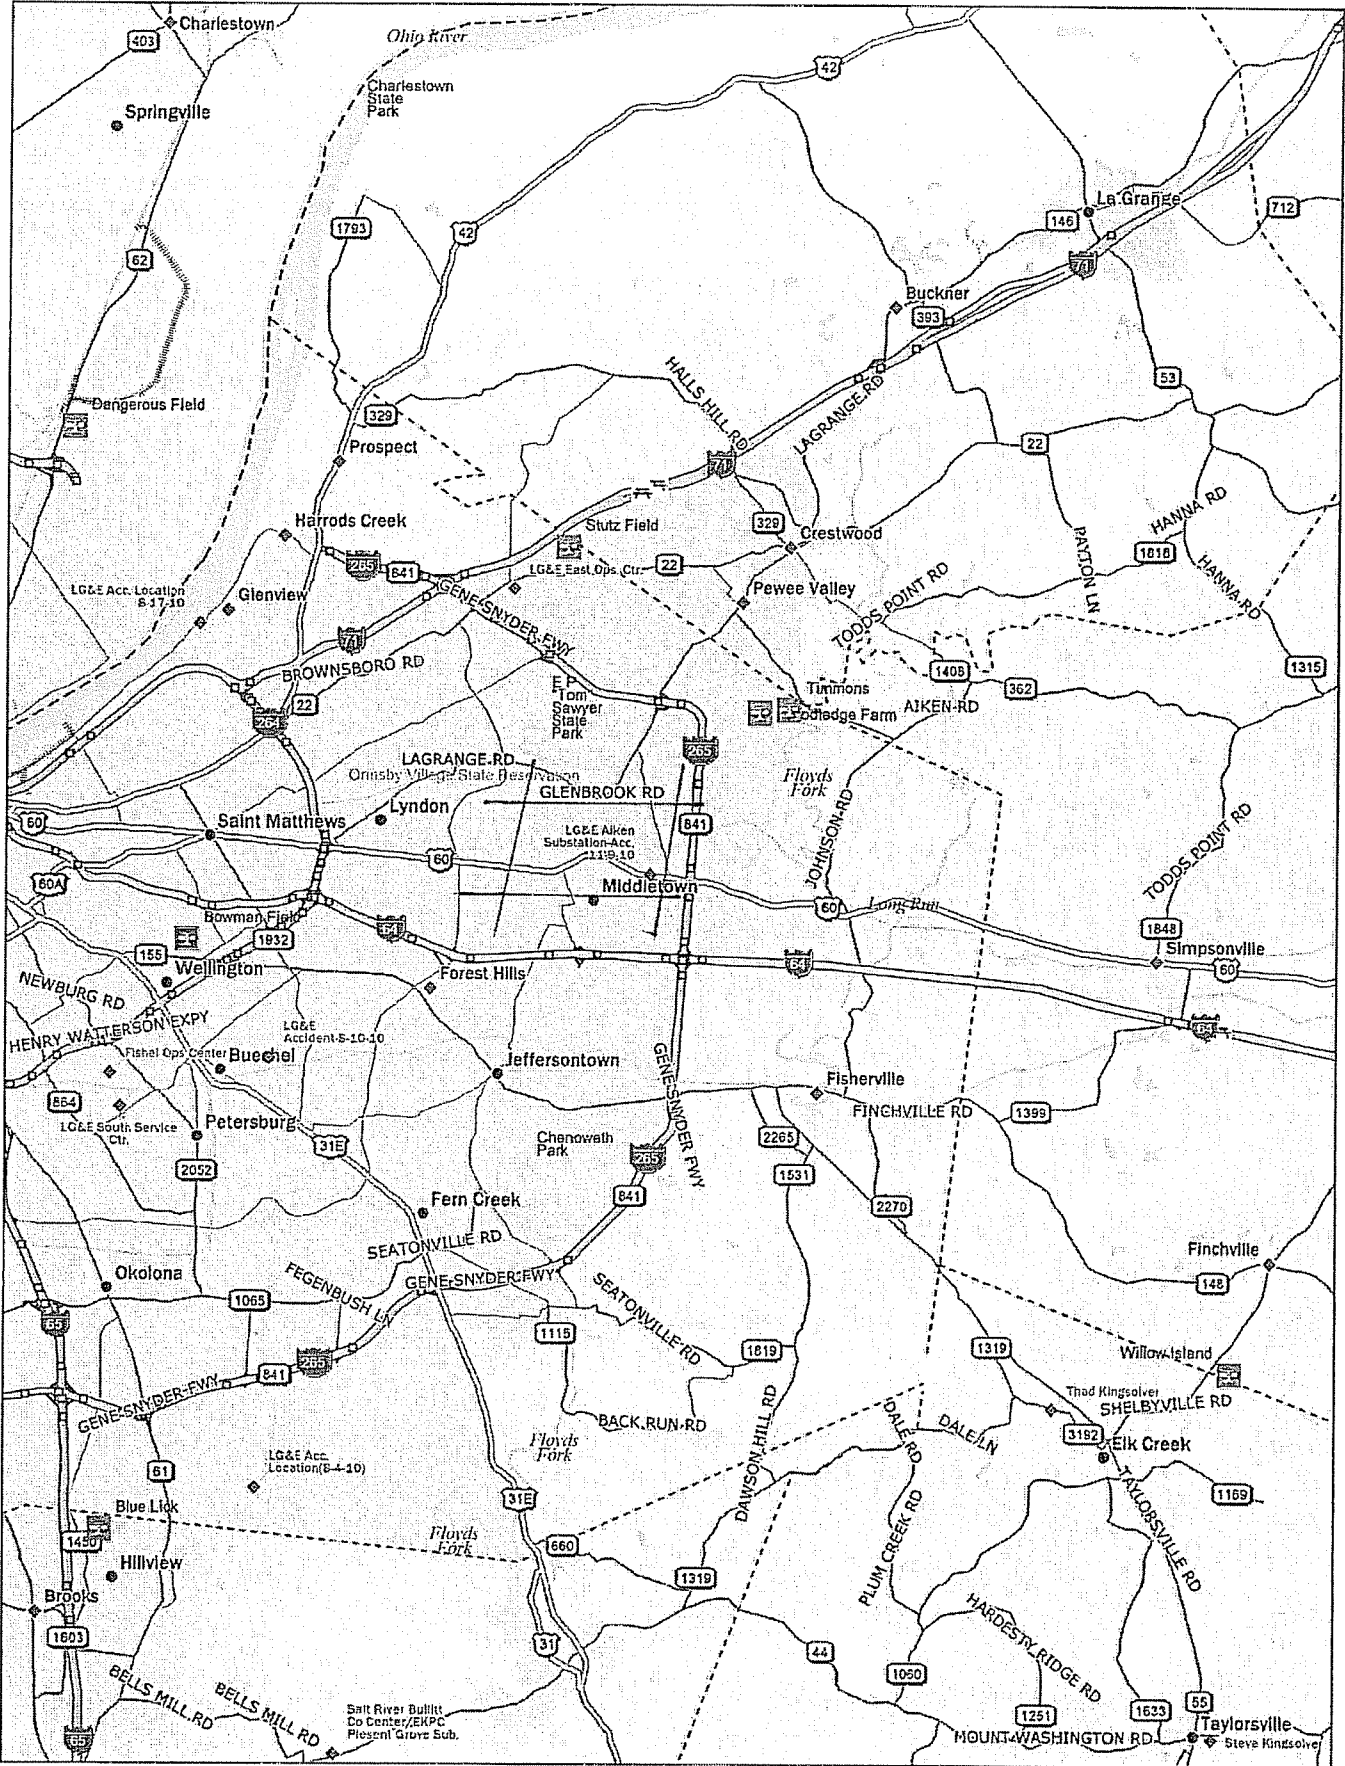 Charlestown
403
Ohio River
42
Charlestown
State
Park
Springville
La Grange
146
712
1793
42
62
71
Buckner
393
53
HALLS HILL RD
LAGRANGE RD
Dangerous Field
329
22
Prospect
71
HANNA RD
Harrods Creek
Stutz Field
329
Crestwood
1818
PAYTON LN
265
841
LG&E East Ops. Ctr.
22
HANNA RD
LG&E Acc. Location
8-17-10
Glenview
GENE SNYDER FWY
Pewee Valley
TODDS POINT RD
71
BROWNSBORO RD
1408
1315
22
E.P.
Tom
Sawyer
State
Park
Timmons
362
AIKEN RD
264
265
LAGRANGE RD
Ormsby Village State Reservation
Floyds
Fork
GLENBROOK RD
Lyndon
JOHNSON RD
60
Saint Matthews
LG&E Aiken
Substation Acc.
11-9-10
841
TODDS POINT RD
60
60A
Middletown
60
Long Run
Bowman Field
64
1848
155
1932
Simpsonville
Wellington
Forest Hills
64
60
NEWBURG RD
HENRY WATTERSON EXPY
LG&E
Accident-5-10-10
64
Fishel Ops Center
Buechel
Jeffersontown
GENE SNYDER FWY
Fisherville
864
FINCHVILLE RD
1399
LG&E South Service
Ctr.
Petersburg
31E
Chenoweth
Park
2265
265
2052
1531
841
Fern Creek
2270
SEATONVILLE RD
Finchville
Okolona
FEGENBUSH LN
GENE SNYDER FWY
SEATONVILLE RD
148
1065
65
1115
1819
1319
Willow Island
265
841
GENE SNYDER FWY
Thad Kingsolver
SHELBYVILLE RD
BACK RUN RD
DAWSON HILL RD
DALE RD
DALE LN
3192
Elk Creek
Floyds
Fork
61
LG&E Acc.
Location(8-4-10)
31E
TAYLORSVILLE RD
1169
Blue Lick
Floyds
Fork
1450
660
PLUM CREEK RD
Hillview
1319
Brooks
HARDESTY RIDGE RD
1603
31
44
1060
BELLS MILL RD
BELLS MILL RD
Salt River Bullitt
Co Center/EKPC
Plesent Grove Sub.
1251
1633
55
65
MOUNT WASHINGTON RD
Taylorsville
Steve Kingsolver